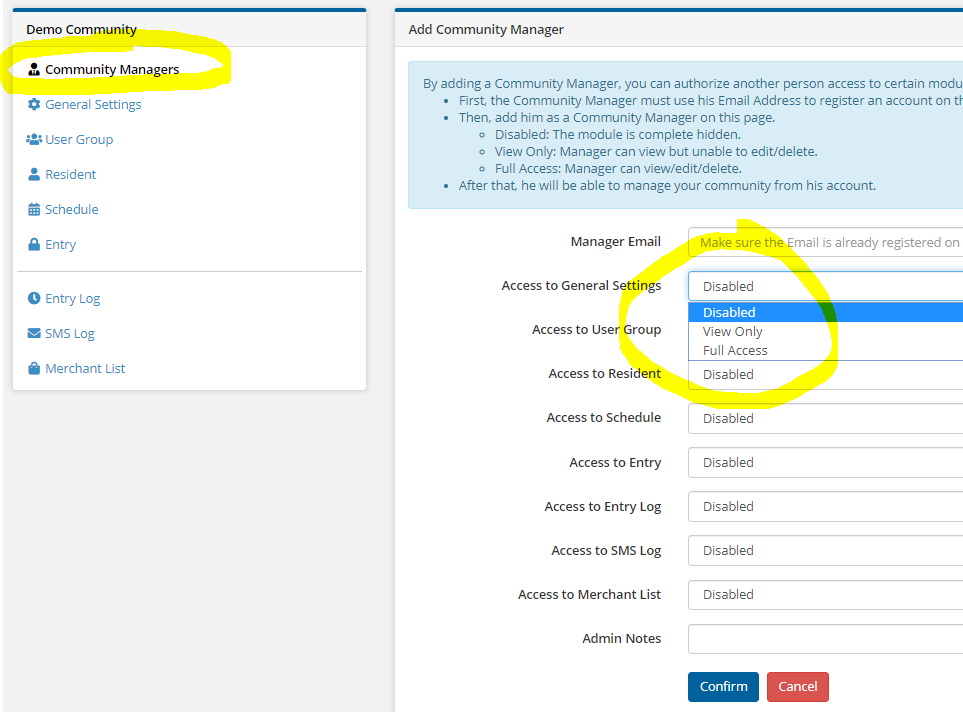 Demo Community
Community Managers
General Settings
User Group
Resident
Schedule
Entry
Entry Log
SMS Log
Merchant List
Add Community Manager
By adding a Community Manager, you can authorize another person access to certain modu
First, the Community Manager must use his Email Address to register an account on th
Then, add him as a Community Manager on this page.
Disabled: The module is complete hidden.
View Only: Manager can view but unable to edit/delete.
Full Access: Manager can view/edit/delete.
After that, he will be able to manage your community from his account.
Manager Email Make sure the Email is already registered on
Access to General Settings Disabled
Disabled
Access to User Group View Only
Full Access
Access to Resident Disabled
Access to Schedule Disabled
Access to Entry Disabled
Access to Entry Log Disabled
Access to SMS Log Disabled
Access to Merchant List Disabled
Admin Notes
Confirm Cancel